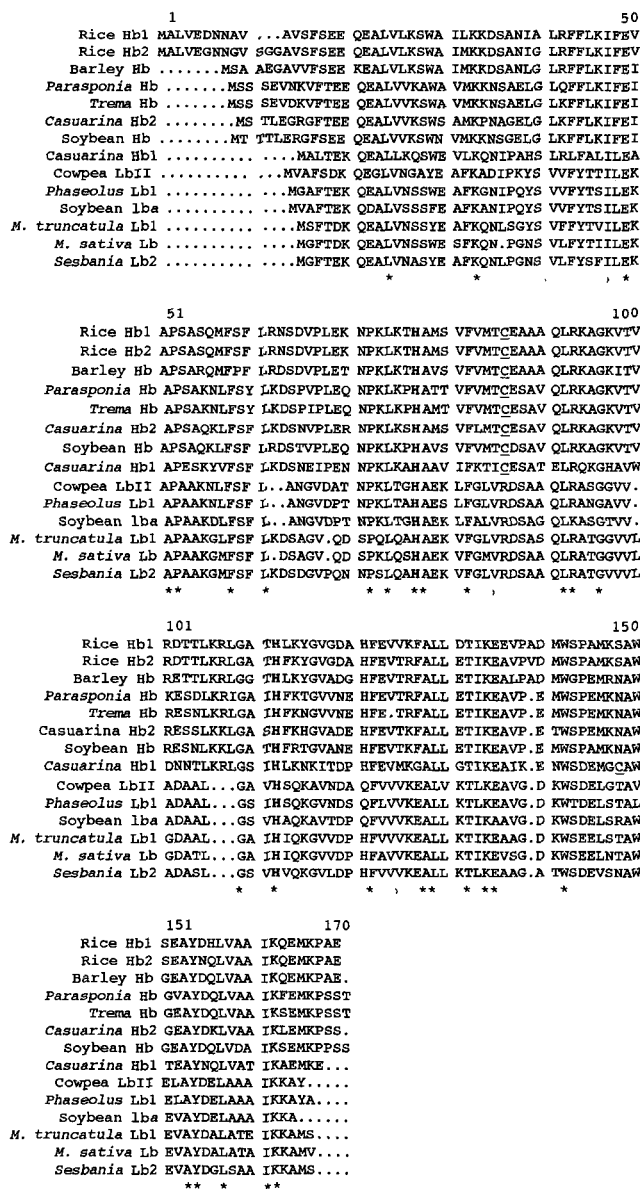 1 50
Rice Hb1 MALVEDNNAV .AVSFSEE QEALVLKSWA ILKKDSANIA LRFFLKIFEV
Rice Hb2 MALVEGNNGV SGGAVSFSEE QEALVLKSWA IMKKDSANIG LRFFLKIFEV
Barley Hb .......MSA AEGAVVFSEE KEALVLKSWA IMKKDSANLG LRFFLKIFEI
Parasponia Hb ........MSS SEVNKVFTEE QEALVVKAWA VMKKNSAELG LQFFLKIFEI
Trema Hb ........MSS SEVDKVFTEE QEALVVKSWA VMKKNSAELG LKFFLKIFEI
Casuarina Hb2 ........MS TLEGRGFTEE QEALVVKSWS AMKPNAGELG LKFFLKIFEI
Soybean Hb ........MT TTLERGFSEE QEALVVKSWN VMKKNSGELG LKFFLKIFEI
Casuarina Hb1 .......... ....MALTEK QEALLKQSWE VLKQNIPAHS LRLFALILEA
Cowpea LbII .......... ...MVAFSDK QEGLVNGAYE AFKADIPKYS VVFYTTILEK
Phaseolus Lb1 .......... ...MGAFTEK QEALVNSSWE AFKGNIPQYS VVFYTSILEK
Soybean lba .......... ...MVAFTEK QDALVSSSFE AFKANIPQYS VVFYTSILEK
M. truncatula Lb1 .......... ....MSFTDK QEALVNSSWE AFKQNLSGYS VFFYTVILEK
M. sativa Lb .......... ....MGFTDK QEALVNSSWE SFKQN.PGNS VLFYTIILEK
Sesbania Lb2 .......... ....MGFTEK QEALVNASYE AFKQNLPGNS VLFYSFILEK
* * *
51 100
Rice Hb1 APSASQMFSF LRNSDVPLEK NPKLKTHAMS VFVMTCEAAA QLRKAGKVTV
Rice Hb2 APSASQMFSF LRNSDVPLEK NPKLKTHAMS VFVMTCEAAA QLRKAGKVTV
Barley Hb APSARQMFPF LRDSDVPLET NPKLKTHAVS VFVMTCEAAA QLRKAGKITV
Parasponia Hb APSAKNLFSY LKDSPVPLEQ NPKLKPHATT VFVMTCESAV QLRKAGKVTV
Trema Hb APSAKNLFSY LKDSPIPLEQ NPKLKPHAMT VFVMTCESAV QLRKAGKVTV
Casuarina Hb2 APSAQKLFSF LKDSNVPLER NPKLKSHAMS VFLMTCESAV QLRKAGKVTV
Soybean Hb APSAQKLFSF LRDSTVPLEQ NPKLKPHAVS VFVMTCDSAV QLRKAGKVTV
Casuarina Hb1 APESKYVFSF LKDSNEIPEN NPKLKAHAAV IFKTICESAT ELRQKGHAVW
Cowpea LbII APAAKNLFSF L..ANGVDAT NPKLTGHAEK LFGLVRDSAA QLRASGGVV.
Phaseolus Lb1 APAAKNLFSF L..ANGVDPT NPKLTAHAES LFGLVRDSAA QLRANGAVV.
Soybean lba APAAKDLFSF L..ANGVDPT NPKLTGHAEK LFALVRDSAG QLKASGTVV.
M. truncatula Lb1 APAAKGLFSF LKDSAGV.QD SPQLQAHAEK VFGLVRDSAA QLRATGGVVL
M. sativa Lb APAAKGMFSF L.DSAGV.QD SPKLQSHAEK VFGMVRDSAA QLRATGGVVL
Sesbania Lb2 APAAKGMFSF LKDSDGVPQN NPSLQAHAEK VFGLVRDSAA QLRATGVVVL
** * * * * ** * ** *
101 150
Rice Hb1 RDTTLKRLGA THLKYGVGDA HFEVVKFALL DTIKEEVPAD MWSPAMKSAW
Rice Hb2 RDTTLKRLGA THFKYGVGDA HFEVTRFALL ETIKEAVPVD MWSPAMKSAW
Barley Hb RETTLKRLGG THLKYGVADG HFEVTRFALL ETIKEALPAD MWGPEMRNAW
Parasponia Hb KESDLKRIGA IHFKTGVVNE HFEVTRFALL ETIKEAVP.E MWSPEMKNAW
Trema Hb RESNLKRLGA IHFKNGVVNE HFE.TRFALL ETIKEAVP.E MWSPEMKNAW
Casuarina Hb2 RESSLKKLGA SHFKHGVADE HFEVTKFALL ETIKEAVP.E TWSPEMKNAW
Soybean Hb RESNLKKLGA THFRTGVANE HFEVTKFALL ETIKEAVP.E MWSPAMKNAW
Casuarina Hb1 DNNTLKRLGS IHLKNKITDP HFEVMKGALL GTIKEAIK.E NWSDEMGCAW
Cowpea LbII ADAAL...GA VHSQKAVNDA QFVVVKEALV KTLKEAVG.D KWSDELGTAV
Phaseolus Lb1 ADAAL...GS IHSQKGVNDS QFLVVKEALL KTLKEAVG.D KWTDELSTAL
Soybean lba ADAAL...GS VHAQKAVTDP QFVVVKEALL KTIKAAVG.D KWSDELSRAW
M. truncatula Lb1 GDAAL...GA IHIQKGVVDP HFVVVKEALL KTIKEAAG.D KWSEELSTAW
M. sativa Lb GDATL...GA IHIQKGVVDP HFAVVKEALL KTIKEVSG.D KWSEELNTAW
Sesbania Lb2 ADASL...GS VHVQKGVLDP HFVVVKEALL KTLKEAAG.A TWSDEVSNAW
* * * ** * ** *
151 170
Rice Hb1 SEAYDHLVAA IKQEMKPAE
Rice Hb2 SEAYNQLVAA IKQEMKPAE
Barley Hb GEAYDQLVAA IKQEMKPAE.
Parasponia Hb GVAYDQLVAA IKFEMKPSST
Trema Hb GEAYDQLVAA IKSEMKPSST
Casuarina Hb2 GEAYDKLVAA IKLEMKPSS.
Soybean Hb GEAYDQLVDA IKSEMKPPSS
Casuarina Hb1 TEAYNQLVAT IKAEMKE...
Cowpea LbII ELAYDELAAA IKKAY.....
Phaseolus Lb1 ELAYDELAAA IKKAYA....
Soybean lba EVAYDELAAA IKKA......
M. truncatula Lb1 EVAYDALATE IKKAMS....
M. sativa Lb EVAYDALATA IKKAMV....
Sesbania Lb2 EVAYDGLSAA IKKAMS....
** * **